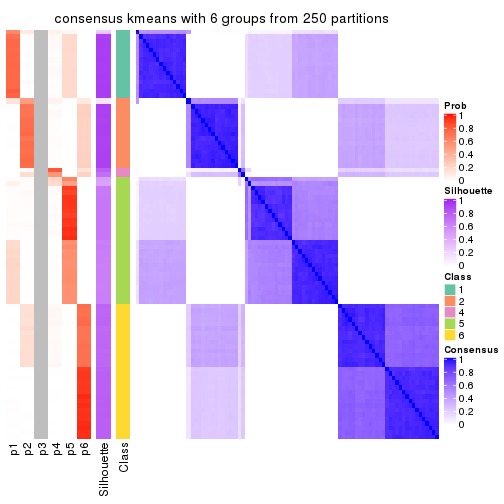 consensus kmeans with 6 groups from 250 partitions
Prob
1
0.8
0.6
0.4
0.2
0
Silhouette
1
0.8
0.6
0.4
0.2
0
Class
1
2
4
5
6
Consensus
1
0.8
0.6
0.4
0.2
0
p1
p2
p3
p4
p5
p6
Silhouette
Class